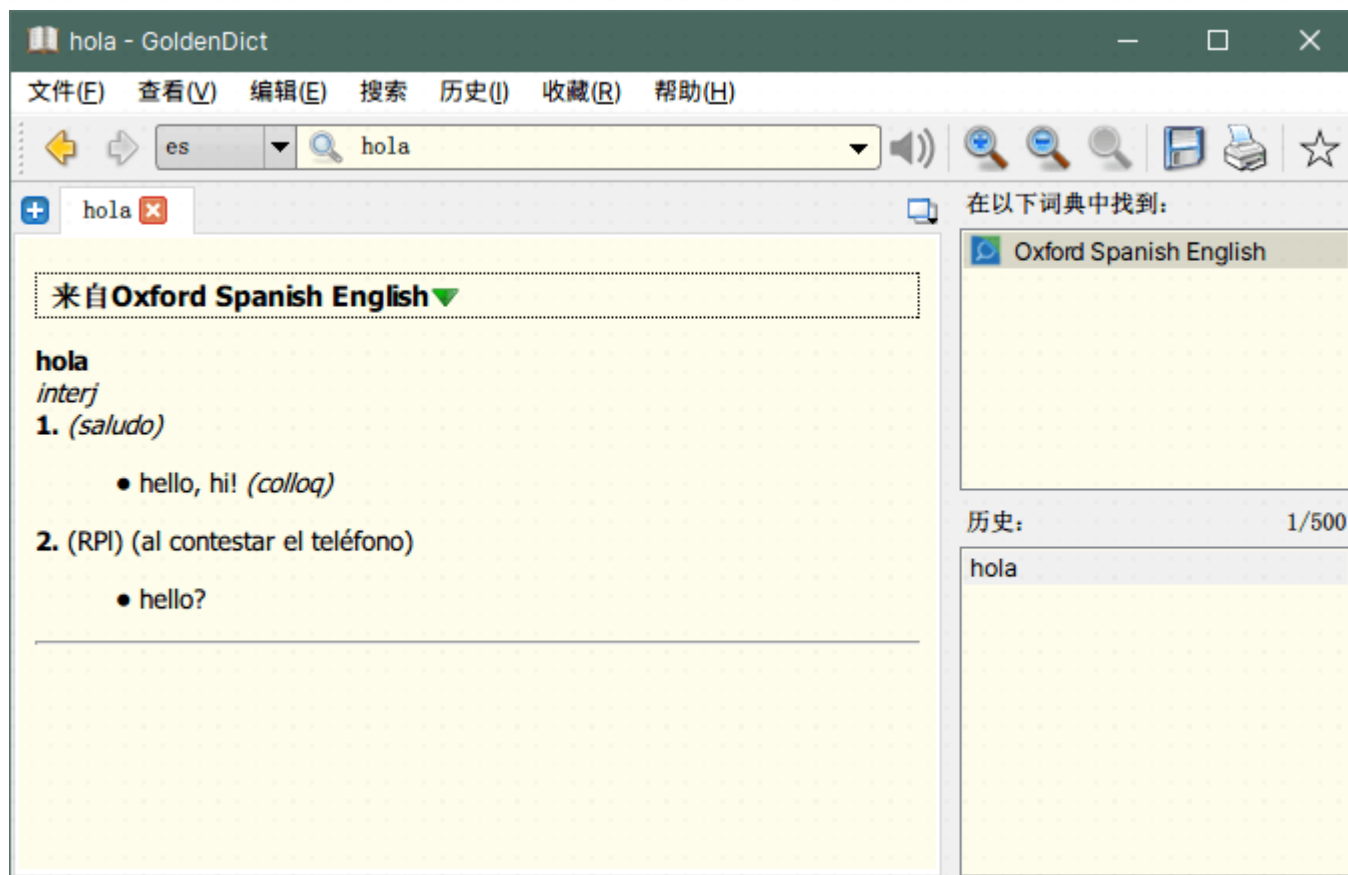 hola - GoldenDict
文件(F) 查看(V) 编辑(E) 搜索 历史(I) 收藏(R) 帮助(H)
es hola
hola
在以下词典中找到:
Oxford Spanish English
来自Oxford Spanish English
hola
interj
1. (saludo)
• hello, hi! (colloq)
2. (RPl) (al contestar el teléfono)
• hello?
历史: 1/500
hola